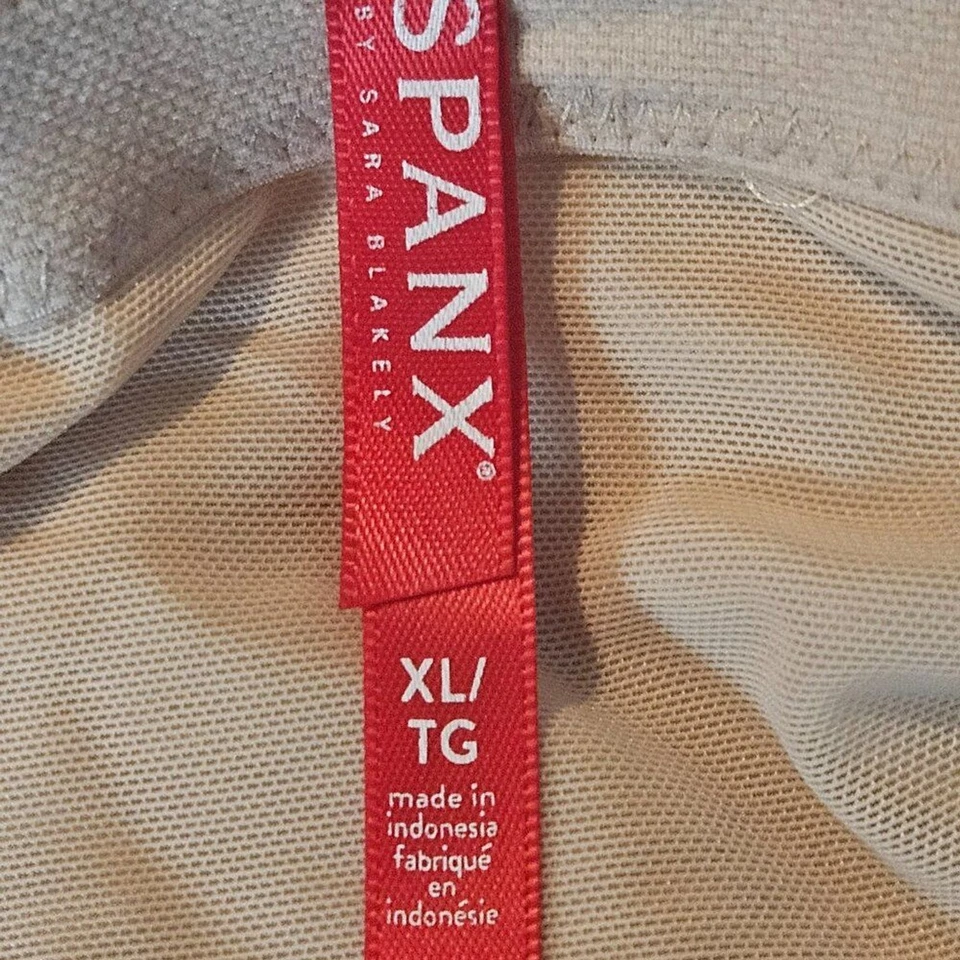 SPANX®
BY SARA BLAKELY
XL/
TG
made in
indonesia
fabriqué
en
indonésie